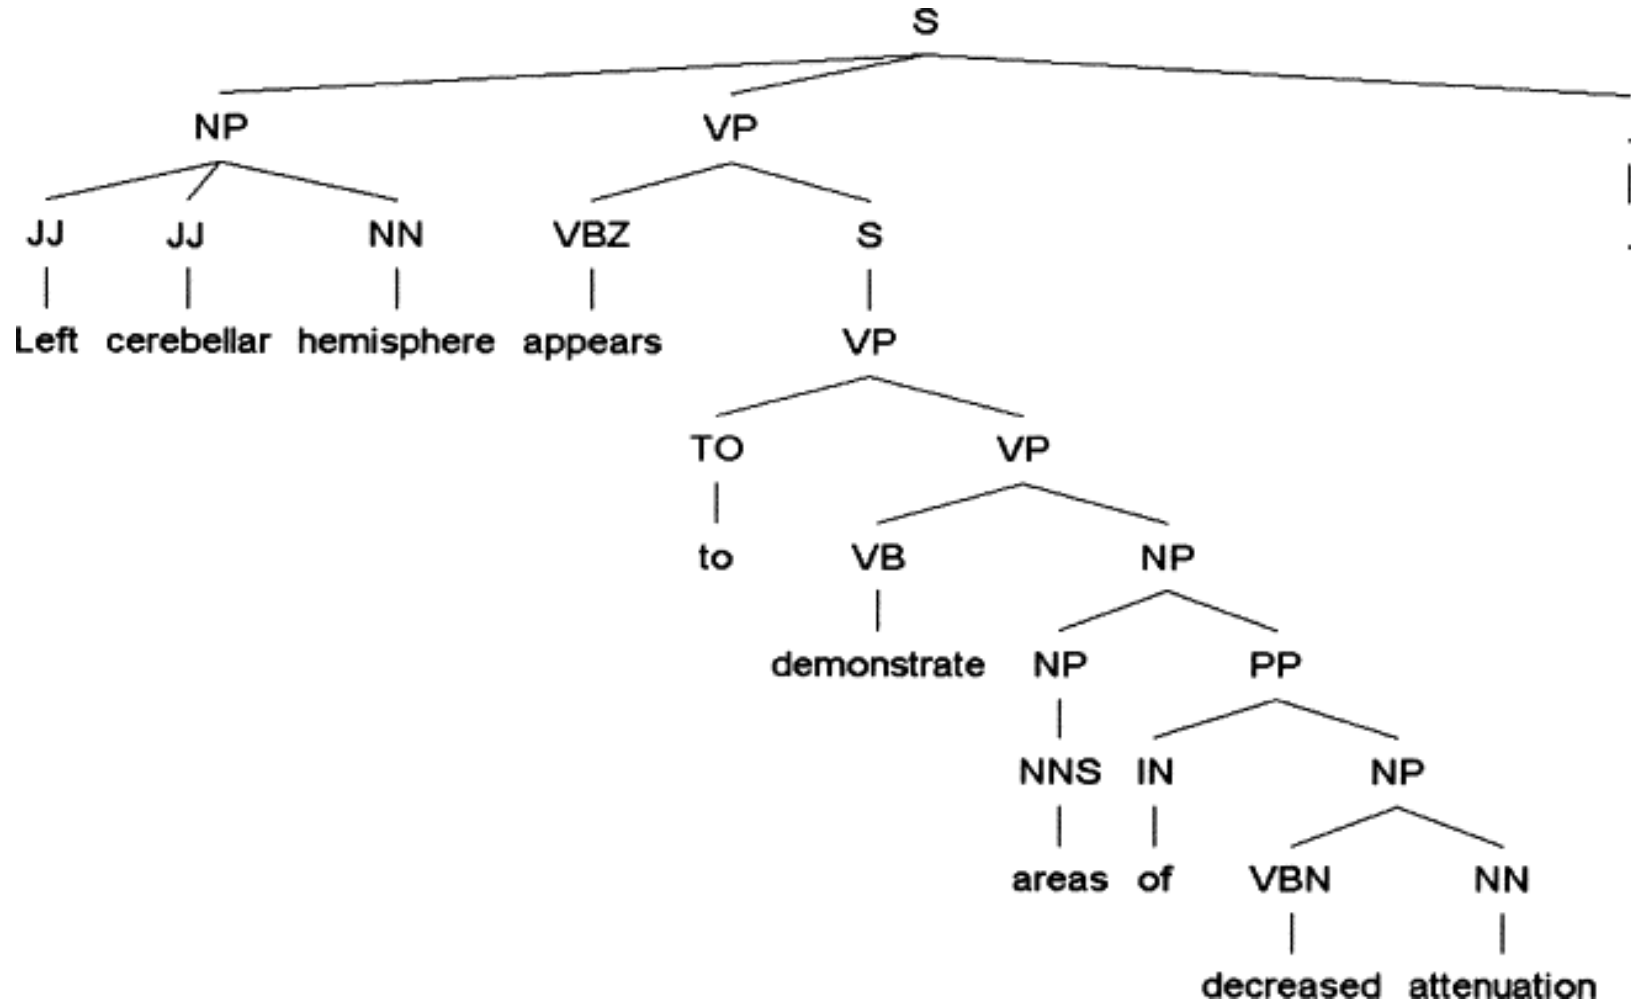 S
NP VP
JJ JJ NN VBZ S
Left cerebellar hemisphere appears VP
TO VP
to VB NP
demonstrate NP PP
NNS IN NP
areas of VBN NN
decreased attenuation